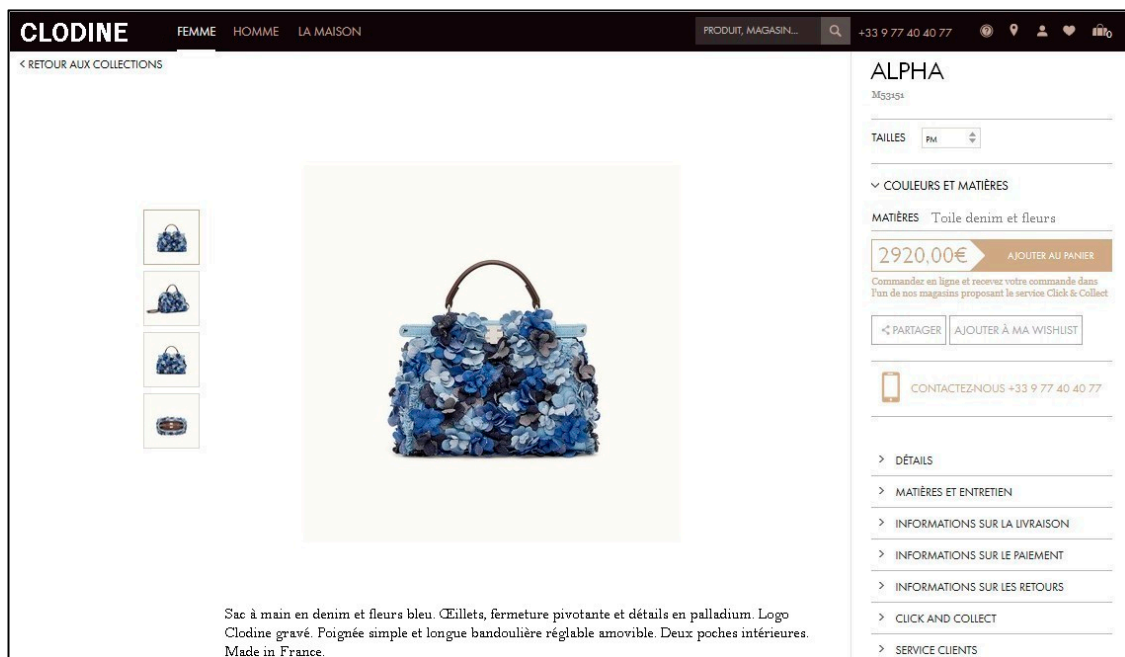 CLODINE
FEMME HOMME LA MAISON
PRODUIT, MAGASIN...
+33 9 77 40 40 77
0
< RETOUR AUX COLLECTIONS
ALPHA
M53151
TAILLES PM
COULEURS ET MATIÈRES
MATIÈRES Toile denim et fleurs
2920,00€ AJOUTER AU PANIER
Commandez en ligne et recevez votre commande dans
l'un de nos magasins proposant le service Click & Collect
PARTAGER AJOUTER À MA WISHLIST
CONTACTEZ-NOUS +33 9 77 40 40 77
> DÉTAILS
> MATIÈRES ET ENTRETIEN
> INFORMATIONS SUR LA LIVRAISON
> INFORMATIONS SUR LE PAIEMENT
> INFORMATIONS SUR LES RETOURS
> CLICK AND COLLECT
> SERVICE CLIENTS
Sac à main en denim et fleurs bleu. Œillets, fermeture pivotante et détails en palladium. Logo
Clodine gravé. Poignée simple et longue bandoulière réglable amovible. Deux poches intérieures.
Made in France.